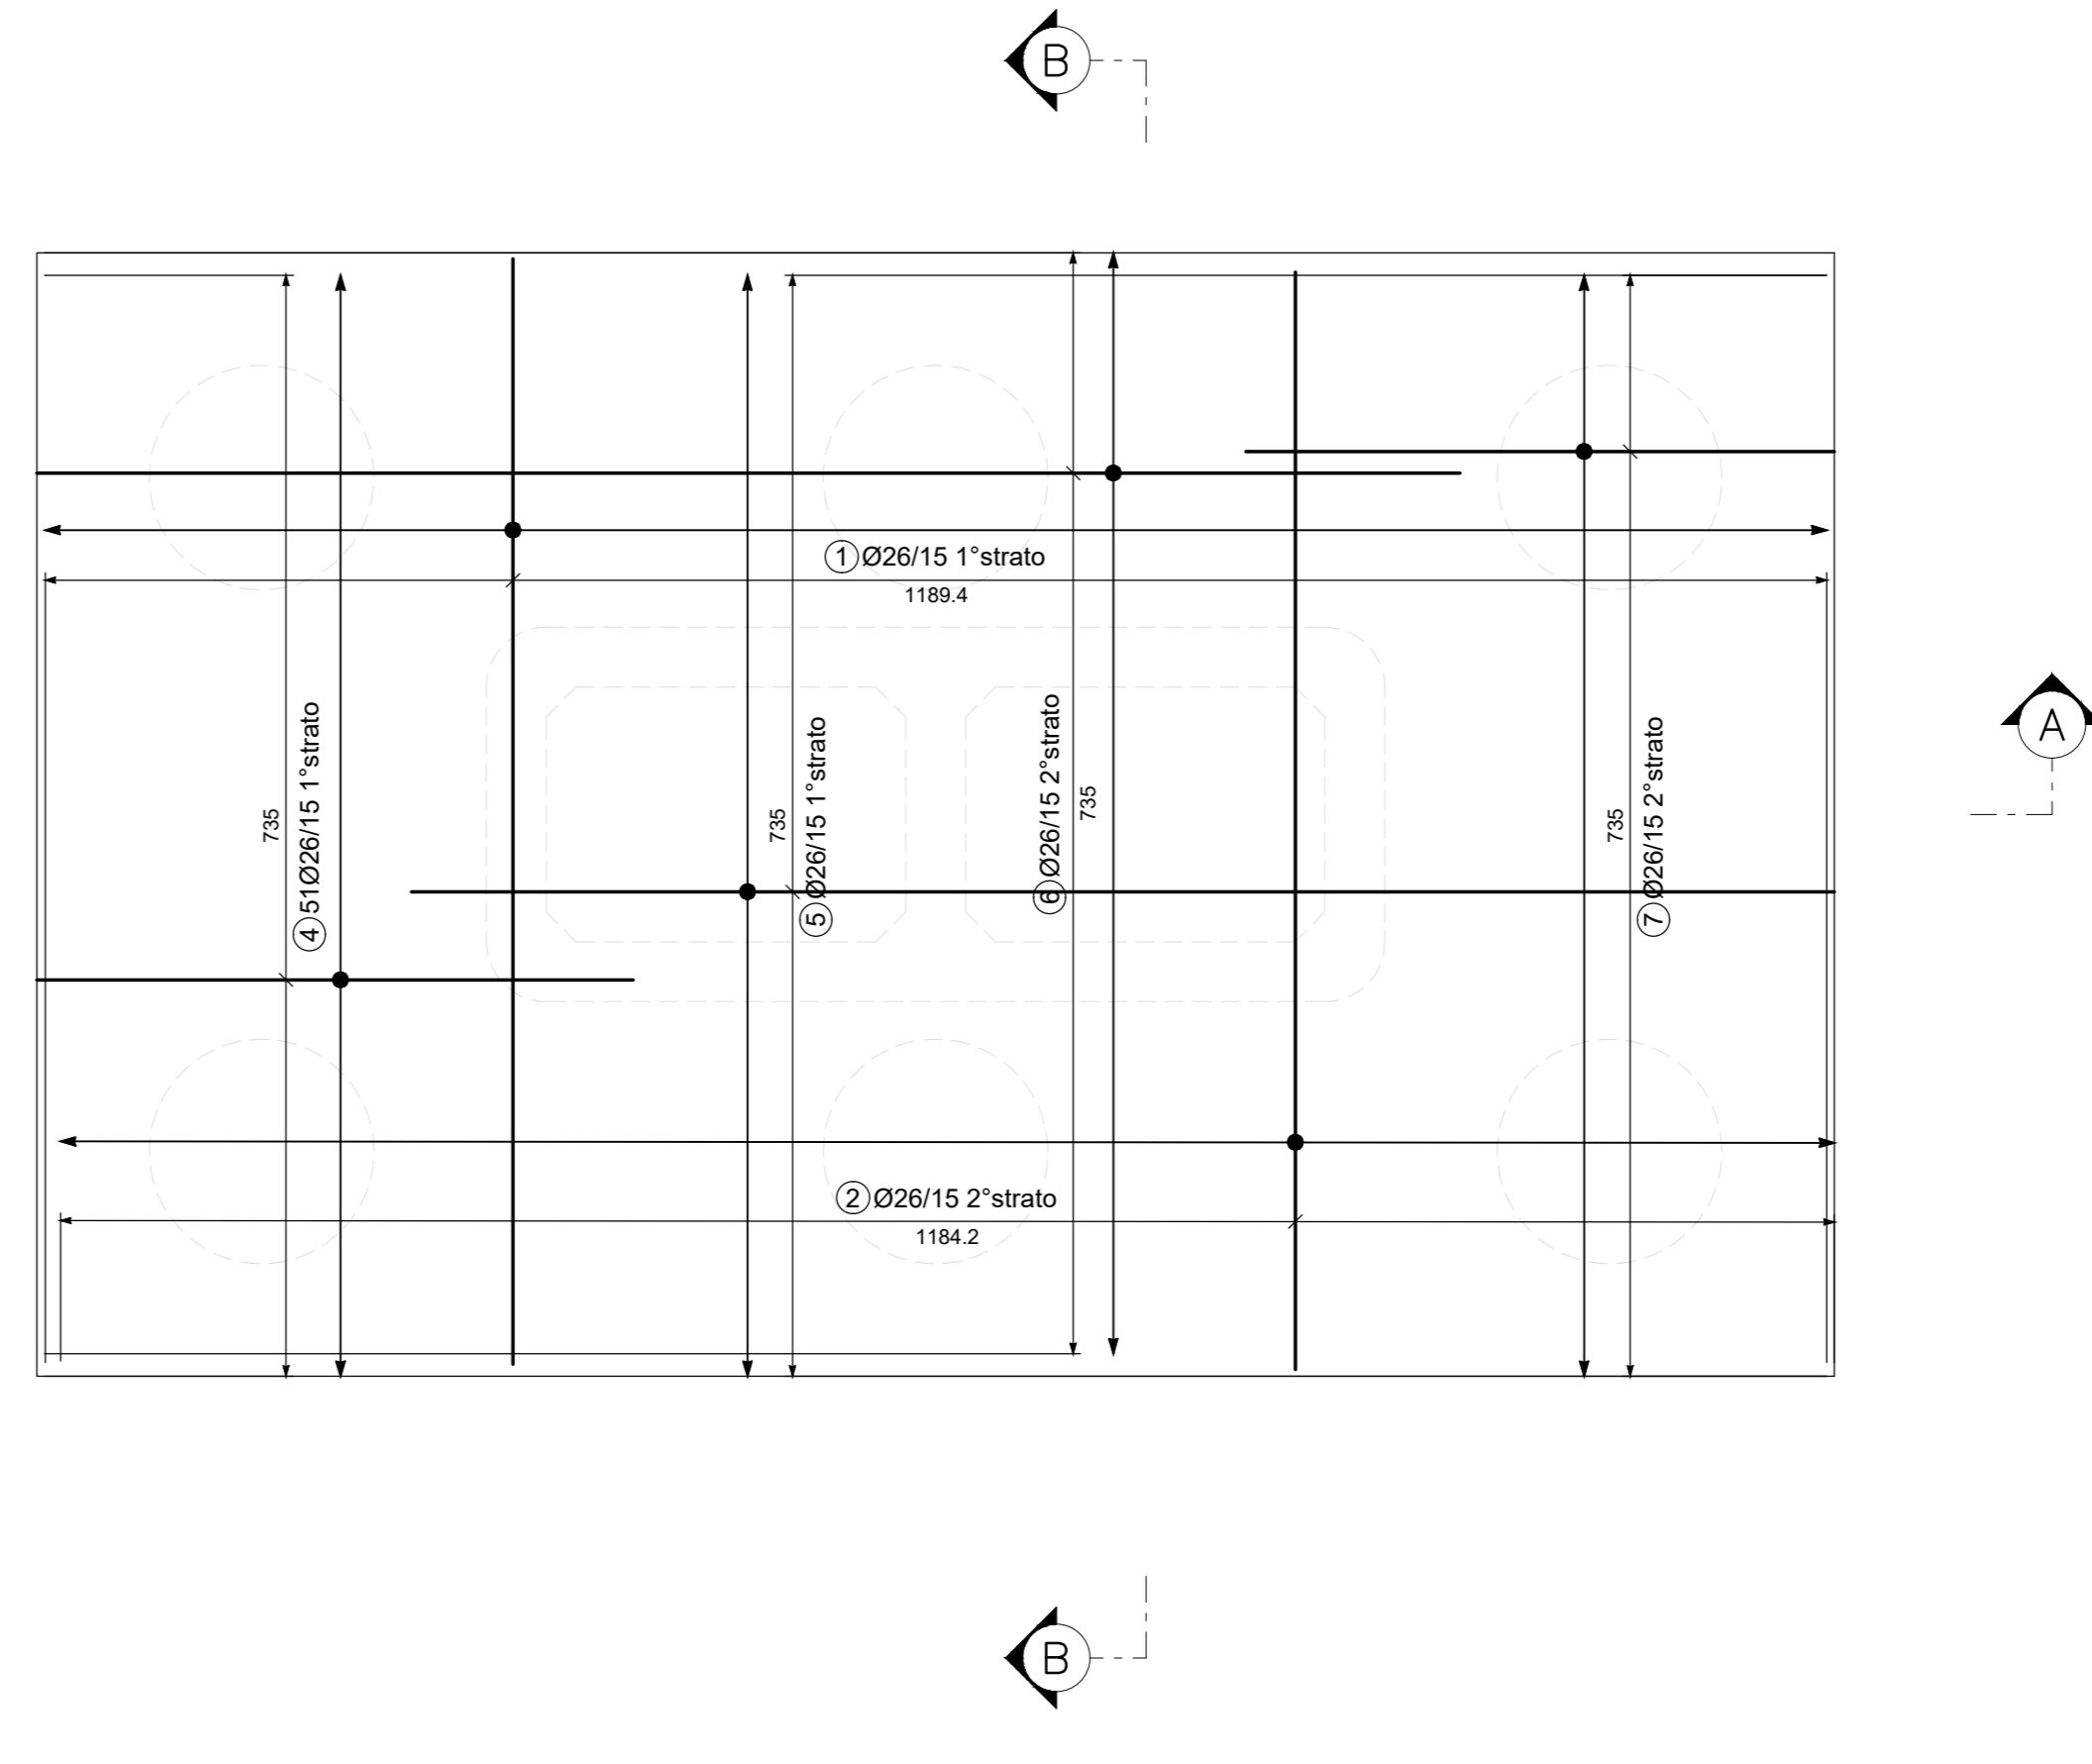 B
①Ø26/15 1°strato
1189.4
④51Ø26/15 1°strato
735
⑤Ø26/15 1°strato
735
⑥Ø26/15 2°strato
735
⑦Ø26/15 2°strato
735
A
②Ø26/15 2°strato
1184.2
B